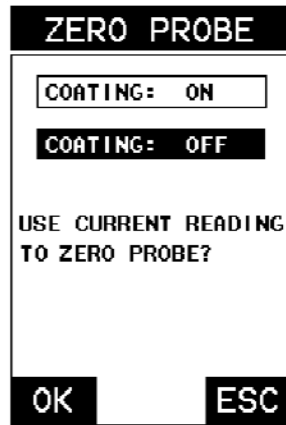 ZERO PROBE
COATING: ON
COATING: OFF
USE CURRENT READING
TO ZERO PROBE?
OK ESC